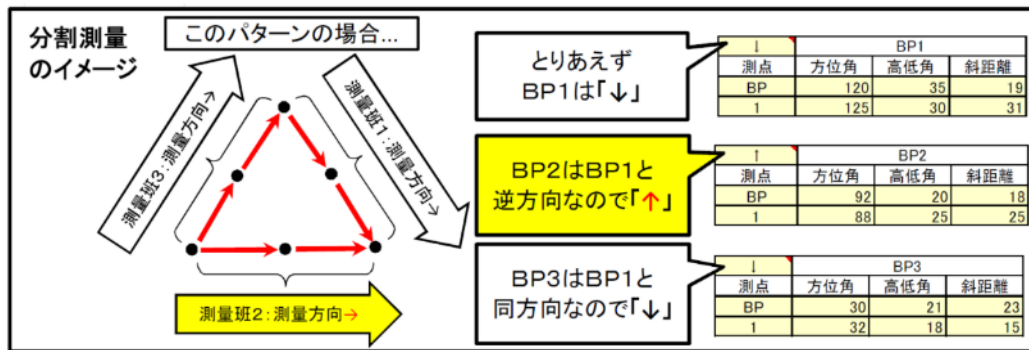 分割測量
のイメージ
このパターンの場合...
測量班3:測量方向→
測量班1:測量方向→
測量班2:測量方向→
とりあえず
BP1は「↓」
↓ BP1
測点 方位角 高低角 斜距離
BP 120 35 19
1 125 30 31
BP2はBP1と
逆方向なので「↑」
↑ BP2
測点 方位角 高低角 斜距離
BP 92 20 18
1 88 25 25
BP3はBP1と
同方向なので「↓」
↓ BP3
測点 方位角 高低角 斜距離
BP 30 21 23
1 32 18 15